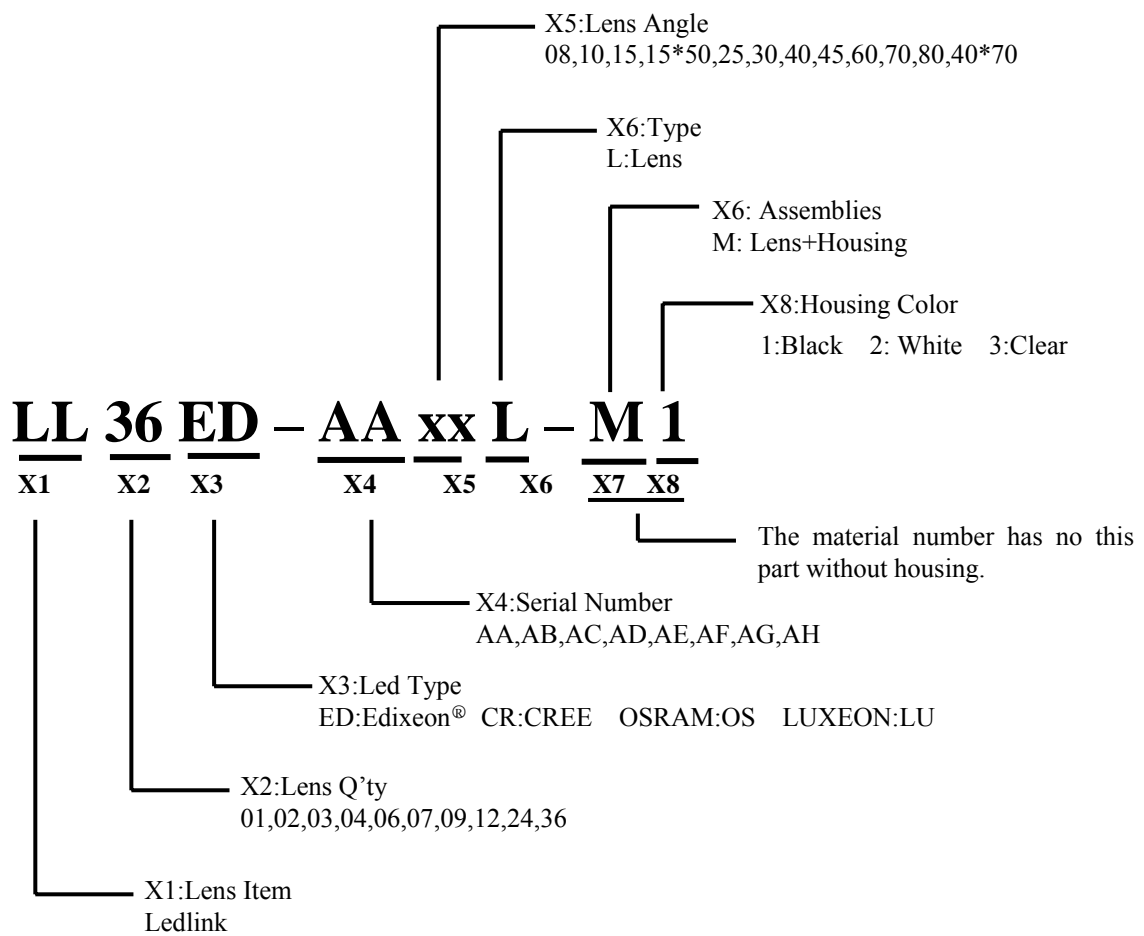 X5:Lens Angle
08,10,15,15*50,25,30,40,45,60,70,80,40*70
X6:Type
L:Lens
X6: Assemblies
M: Lens+Housing
X8:Housing Color
1:Black 2: White 3:Clear
LL 36 ED – AA xx L – M 1
X1 X2 X3 X4 X5 X6 X7 X8
The material number has no this
part without housing.
X4:Serial Number
AA,AB,AC,AD,AE,AF,AG,AH
X3:Led Type
ED:Edixeon® CR:CREE OSRAM:OS LUXEON:LU
X2:Lens Q’ty
01,02,03,04,06,07,09,12,24,36
X1:Lens Item
Ledlink